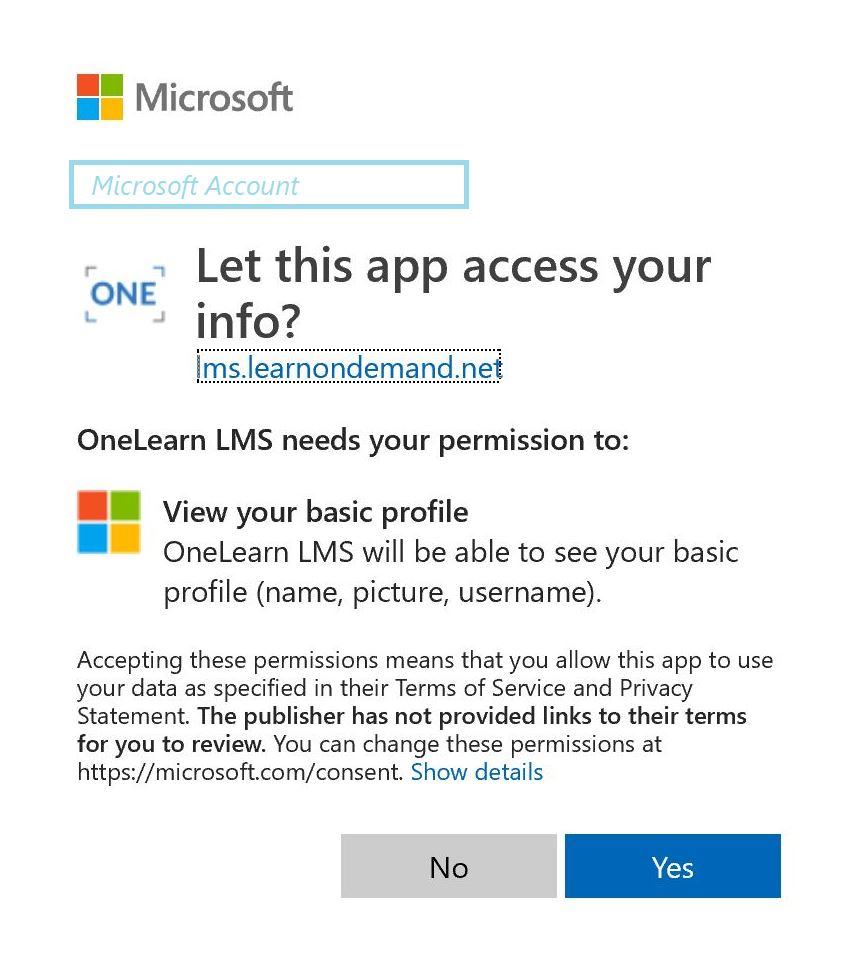 Microsoft
Microsoft Account
ONE
Let this app access your
info?
lms.learnondemand.net
OneLearn LMS needs your permission to:
View your basic profile
OneLearn LMS will be able to see your basic
profile (name, picture, username).
Accepting these permissions means that you allow this app to use
your data as specified in their Terms of Service and Privacy
Statement. The publisher has not provided links to their terms
for you to review. You can change these permissions at
https://microsoft.com/consent. Show details
No Yes